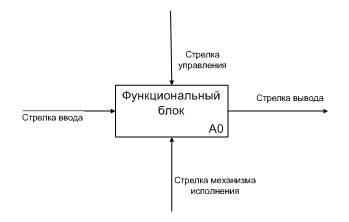 Стрелка
управления
Функциональный
блок
A0
Стрелка ввода
Стрелка вывода
Стрелка механизма
исполнения